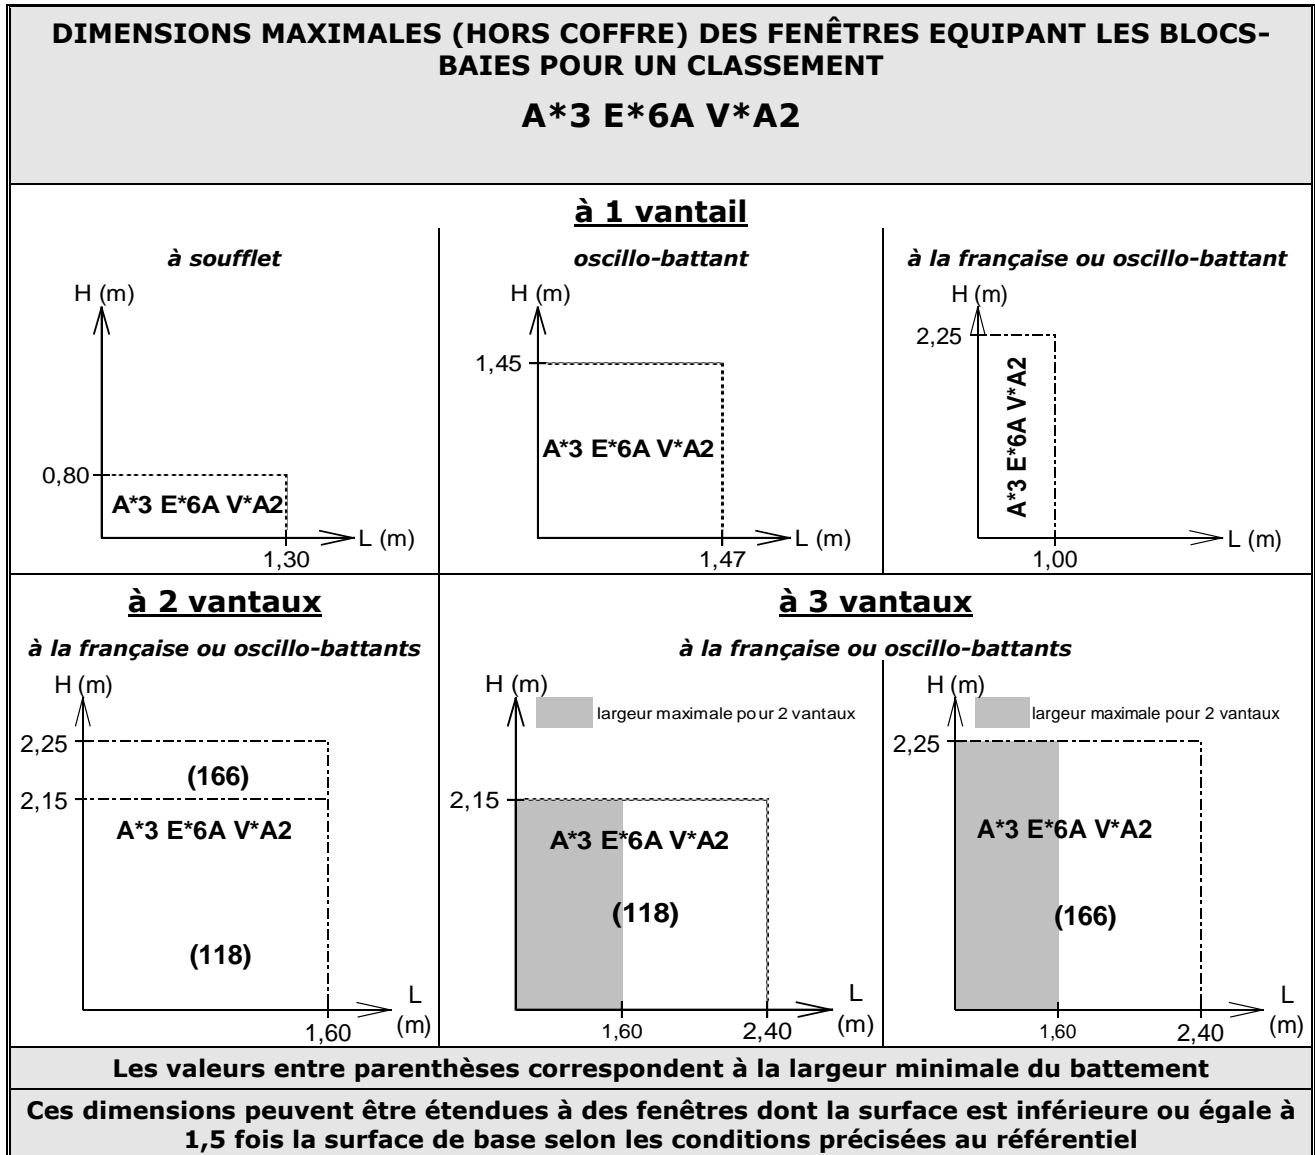 DIMENSIONS MAXIMALES (HORS COFFRE) DES FENÊTRES EQUIPANT LES BLOCS-
BAIES POUR UN CLASSEMENT
A*3 E*6A V*A2
à 1 vantail
à soufflet
H (m)
0,80
A*3 E*6A V*A2
L (m)
1,30
oscillo-battant
H (m)
1,45
A*3 E*6A V*A2
L (m)
1,47
à la française ou oscillo-battant
H (m)
2,25
A*3 E*6A V*A2
L (m)
1,00
à 2 vantaux
à la française ou oscillo-battants
H (m)
2,25
(166)
2,15
A*3 E*6A V*A2
(118)
L
(m)
1,60
à 3 vantaux
à la française ou oscillo-battants
H (m)
largeur maximale pour 2 vantaux
2,15
A*3 E*6A V*A2
(118)
L
(m)
1,60
2,40
H (m)
largeur maximale pour 2 vantaux
2,25
A*3 E*6A V*A2
(166)
L
(m)
1,60
2,40
Les valeurs entre parenthèses correspondent à la largeur minimale du battement
Ces dimensions peuvent être étendues à des fenêtres dont la surface est inférieure ou égale à
1,5 fois la surface de base selon les conditions précisées au référentiel